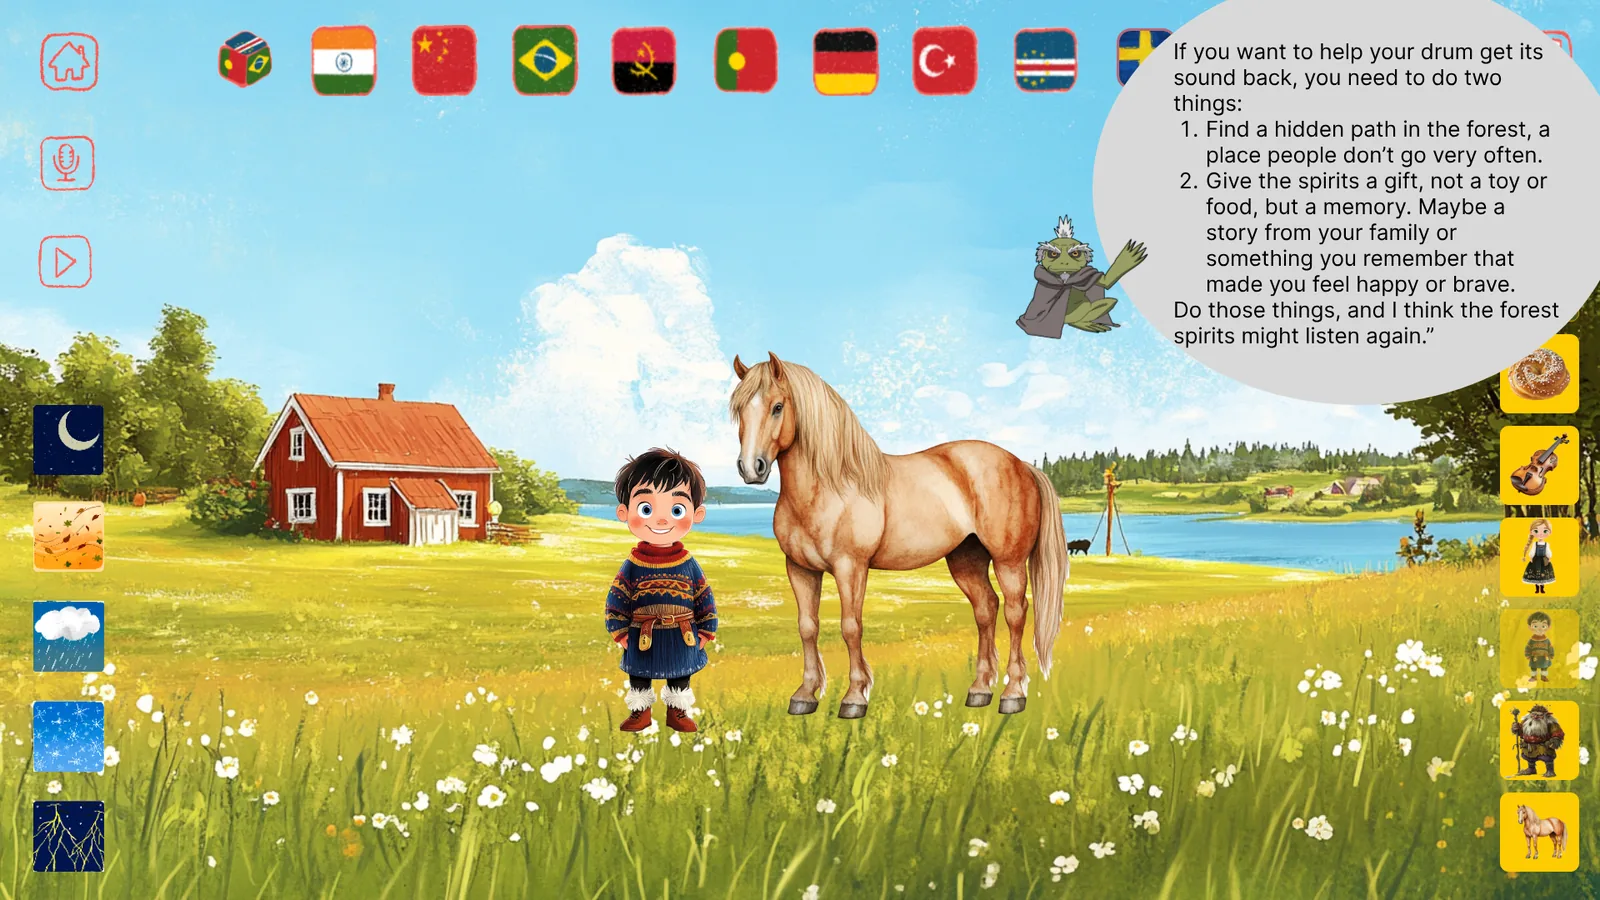 If you want to help your drum get its
sound back, you need to do two
things:
1. Find a hidden path in the forest, a
place people don’t go very often.
2. Give the spirits a gift, not a toy or
food, but a memory. Maybe a
story from your family or
something you remember that
made you feel happy or brave.
Do those things, and I think the forest
spirits might listen again.”